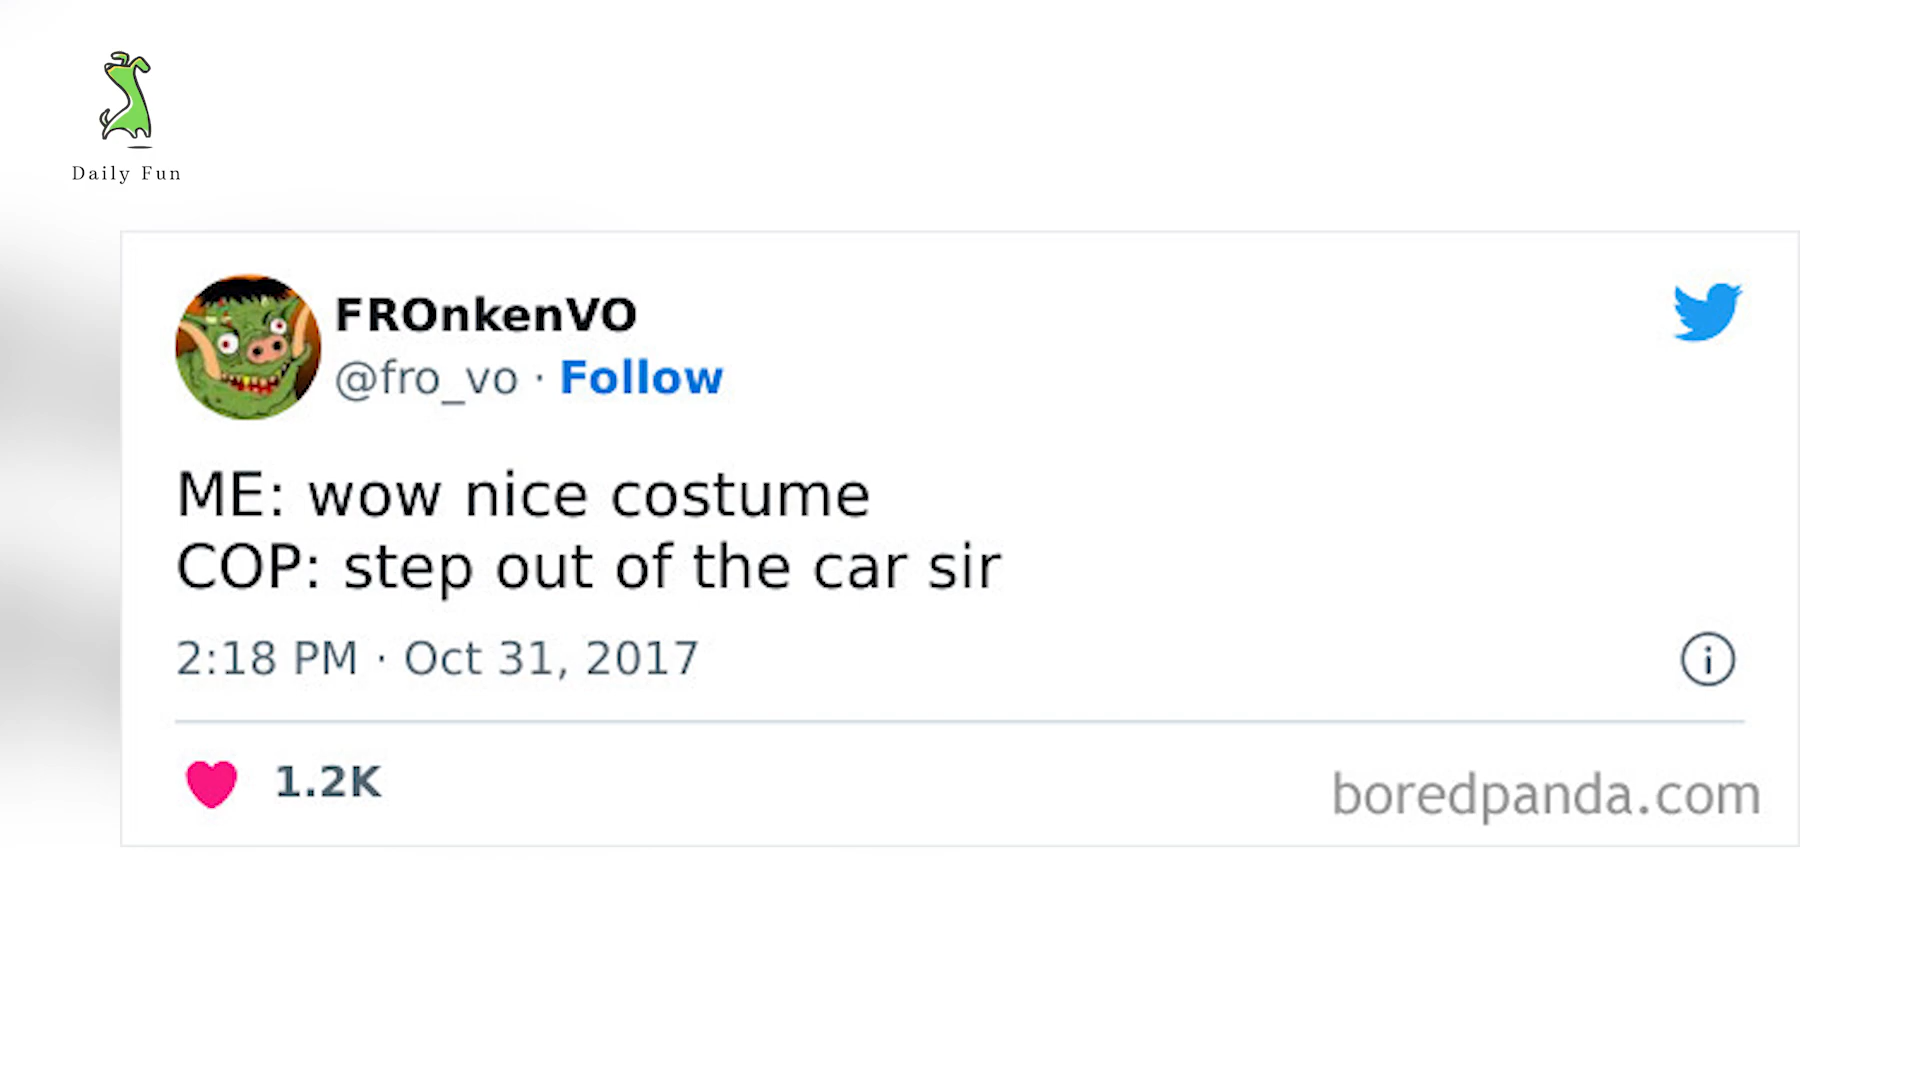 Daily Fun
FROnkenVO
@fro_vo · Follow
ME: wow nice costume
COP: step out of the car sir
2:18 PM · Oct 31, 2017
1.2K
boredpanda.com